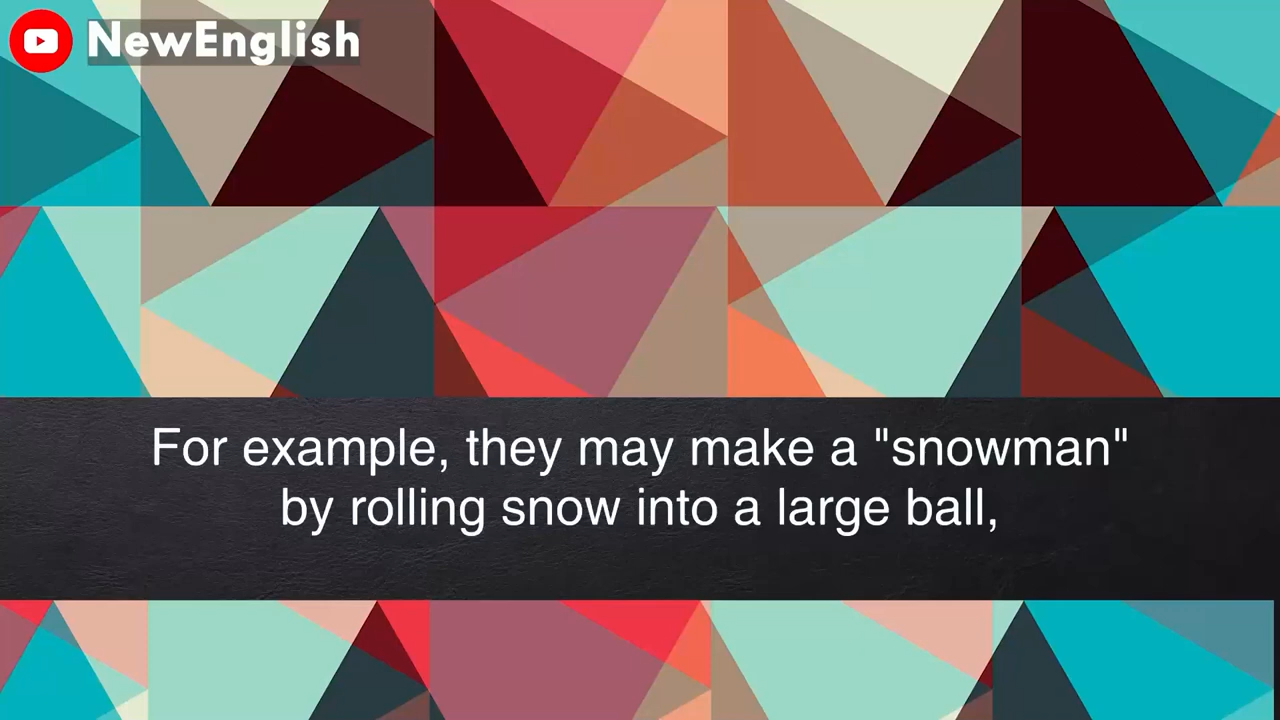 NewEnglish
For example, they may make a "snowman"
by rolling snow into a large ball,